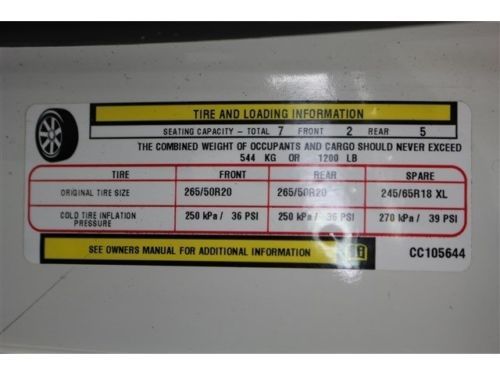 TIRE AND LOADING INFORMATION
SEATING CAPACITY - TOTAL 7 FRONT 2 REAR 5
THE COMBINED WEIGHT OF OCCUPANTS AND CARGO SHOULD NEVER EXCEED
544 KG OR 1200 LB
TIRE FRONT REAR SPARE
ORIGINAL TIRE SIZE 265/50R20 265/50R20 245/65R18 XL
COLD TIRE INFLATION PRESSURE 250 kPa / 36 PSI 250 kPa / 36 PSI 270 kPa / 39 PSI
SEE OWNERS MANUAL FOR ADDITIONAL INFORMATION CC105644